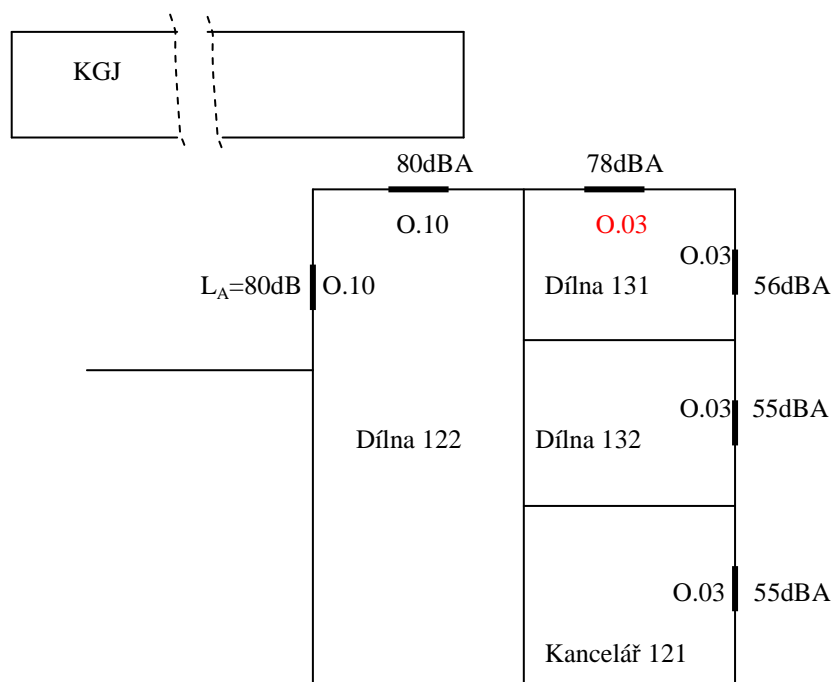 KGJ
80dBA
78dBA
O.10
O.03
O.03
L_A=80dB
O.10
Dílna 131
56dBA
O.03
55dBA
Dílna 122
Dílna 132
O.03
55dBA
Kancelář 121